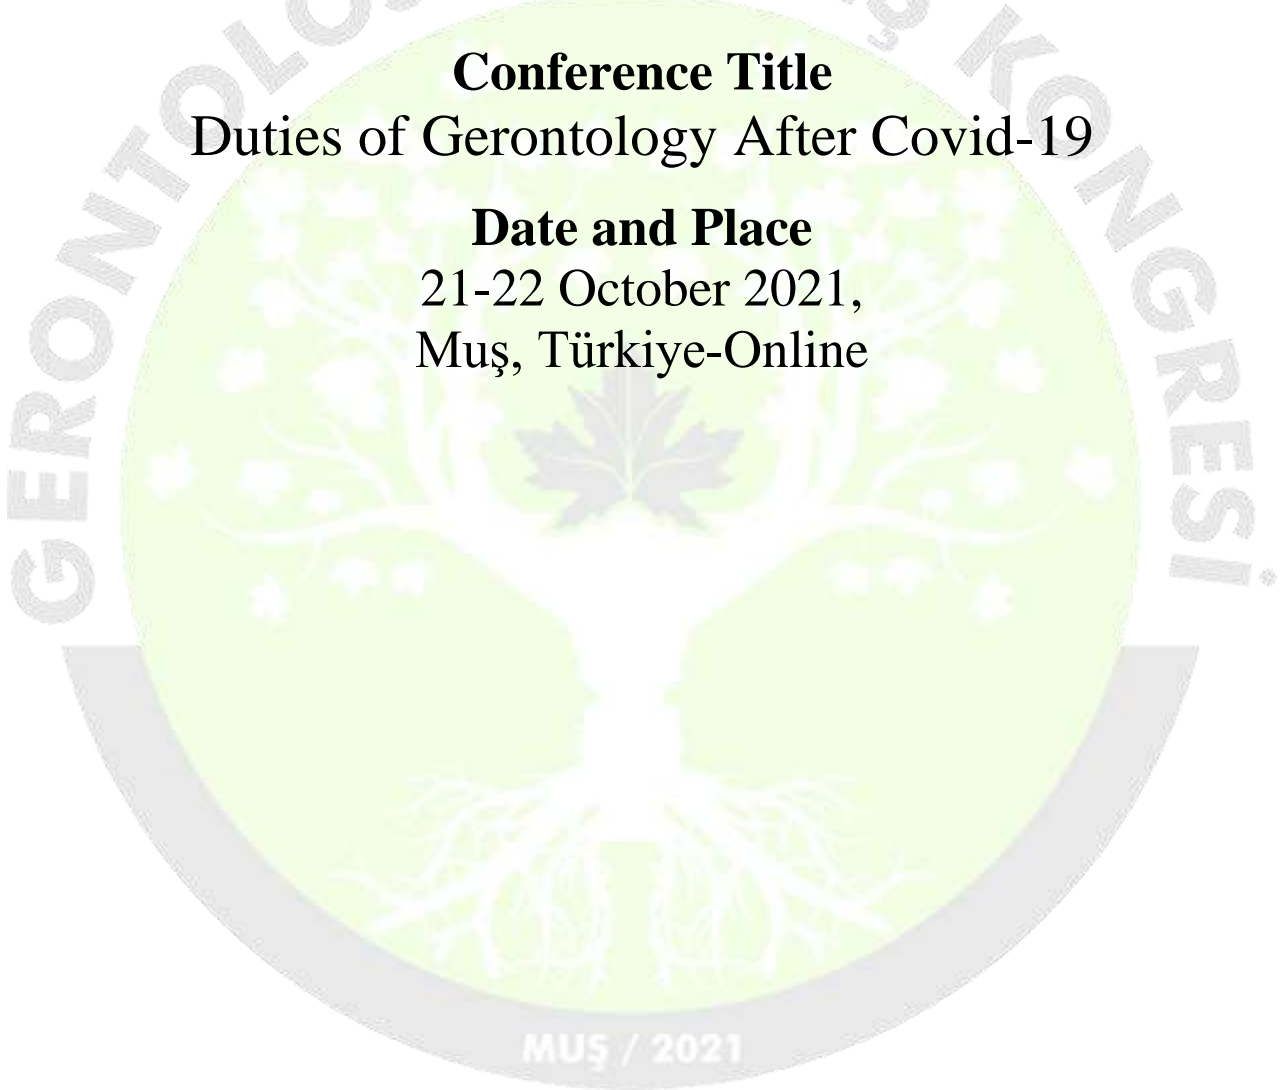 Conference Title
Duties of Gerontology After Covid-19
Date and Place
21-22 October 2021,
Muş, Türkiye-Online
KONGRESİ
MUŞ / 2021